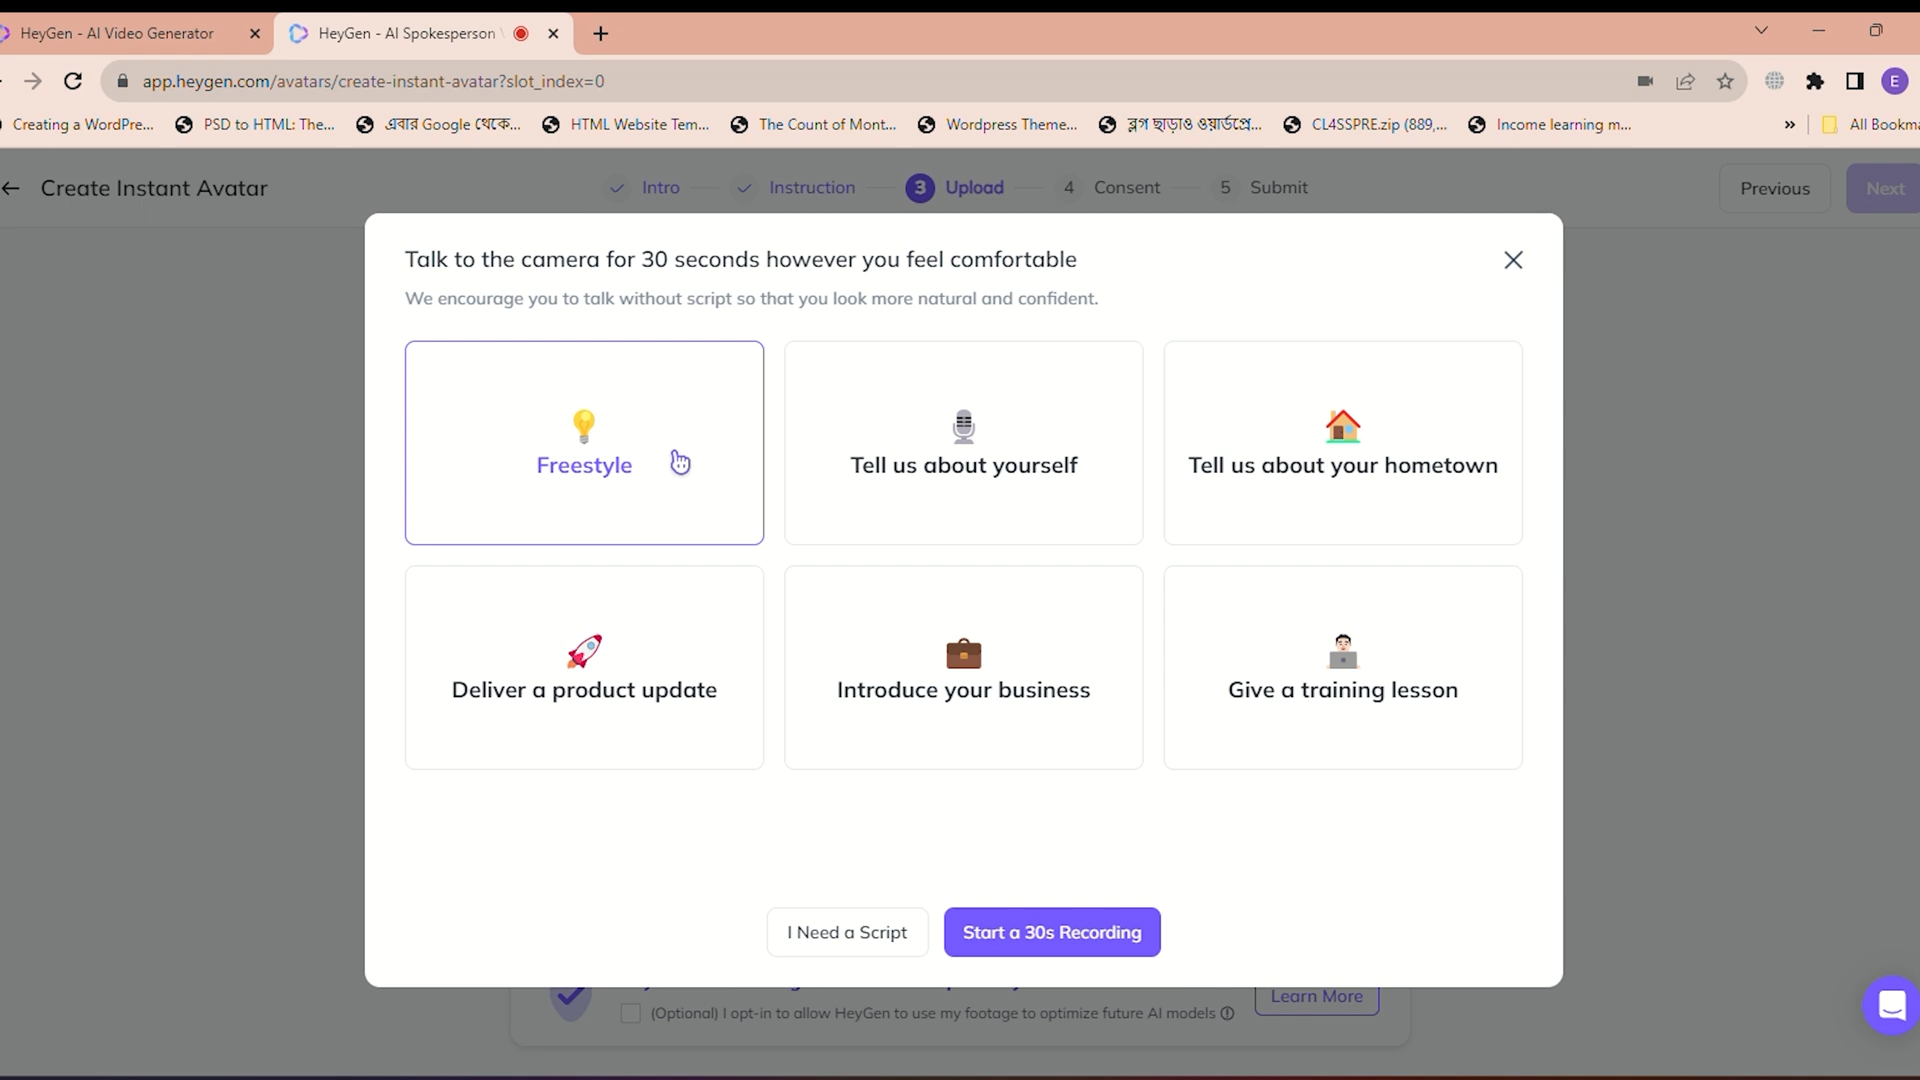 HeyGen - AI Video Generator
HeyGen - AI Spokesperson
app.heygen.com/avatars/create-instant-avatar?slot_index=0
E
Creating a WordPre...
PSD to HTML: The...
এবার Google থেকে...
HTML Website Tem...
The Count of Mont...
Wordpress Theme...
ব্লগ ছাড়াও ওয়ার্ডপ্রে...
CL4SSPRE.zip (889,...
Income learning m...
»
All Bookma
Create Instant Avatar
Intro
Instruction
3 Upload
4 Consent
5 Submit
Previous
Next
Talk to the camera for 30 seconds however you feel comfortable
We encourage you to talk without script so that you look more natural and confident.
Freestyle
Tell us about yourself
Tell us about your hometown
Deliver a product update
Introduce your business
Give a training lesson
I Need a Script
Start a 30s Recording
Learn More
(Optional) I opt-in to allow HeyGen to use my footage to optimize future AI models